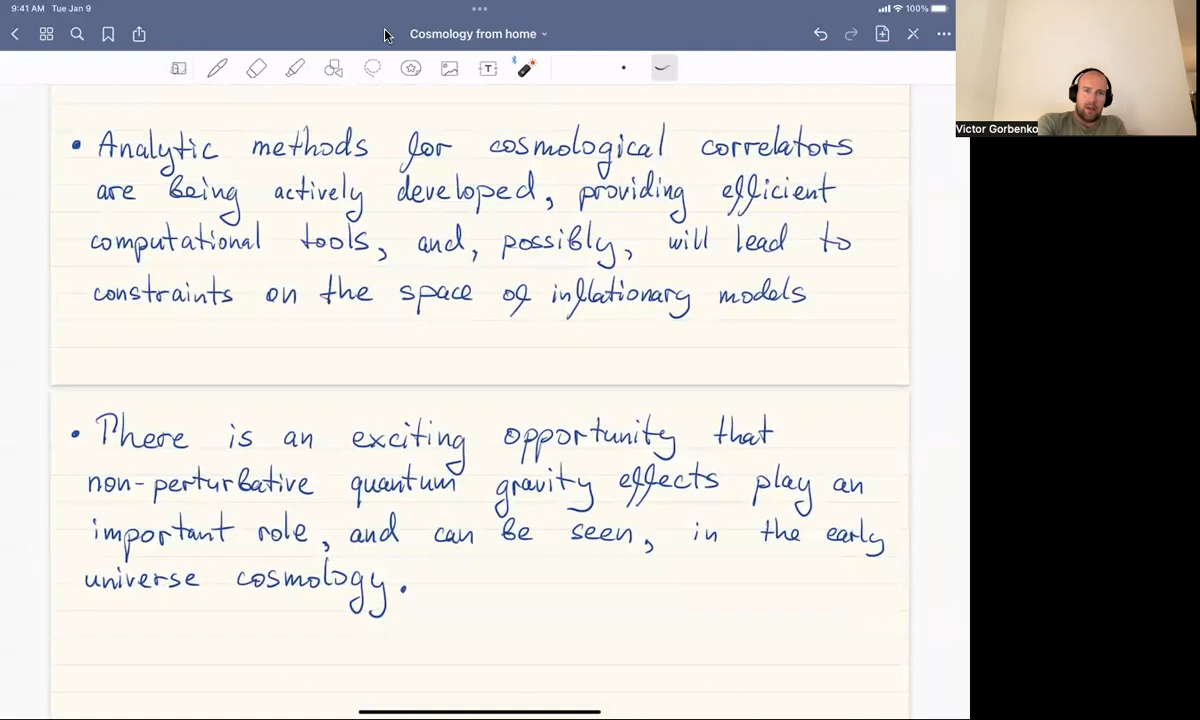 9:41 AM Tue Jan 9
100%
Cosmology from home
Victor Gorbenko
• Analytic methods for cosmological correlators
are being actively developed, providing efficient
computational tools, and, possibly, will lead to
constraints on the space of inflationary models
• There is an exciting opportunity that
non-perturbative quantum gravity effects play an
important role, and can be seen, in the early
universe cosmology.